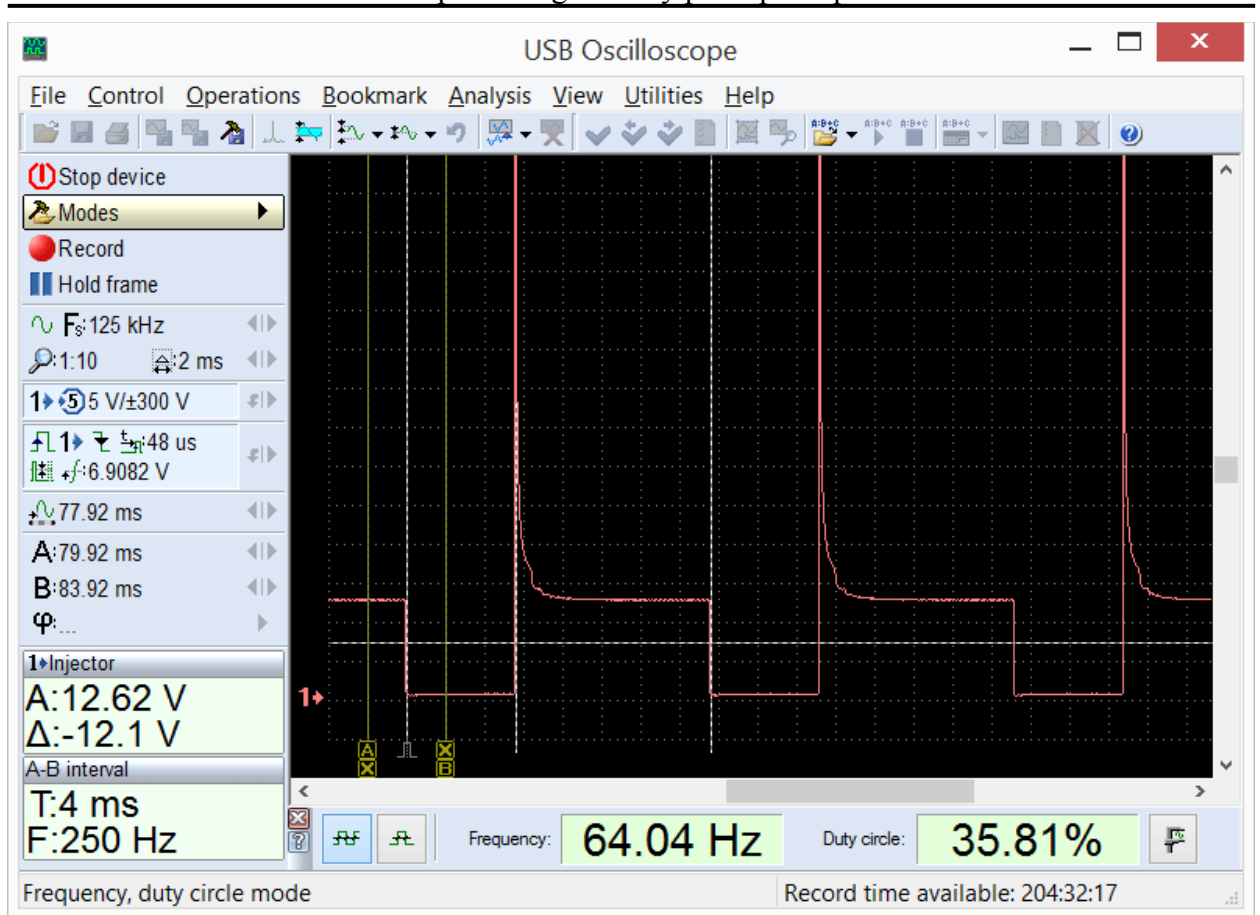 USB Oscilloscope
File Control Operations Bookmark Analysis View Utilities Help
Stop device
Modes
Record
Hold frame
Fs:125 kHz
:1:10 :2 ms
1 5 5 V/±300 V
1 :48 us
:6.9082 V
:77.92 ms
A:79.92 ms
B:83.92 ms
φ:...
1 Injector
A:12.62 V
Δ:-12.1 V
A-B interval
T:4 ms
F:250 Hz
1
A X
X B
Frequency: 64.04 Hz Duty circle: 35.81%
Frequency, duty circle mode Record time available: 204:32:17